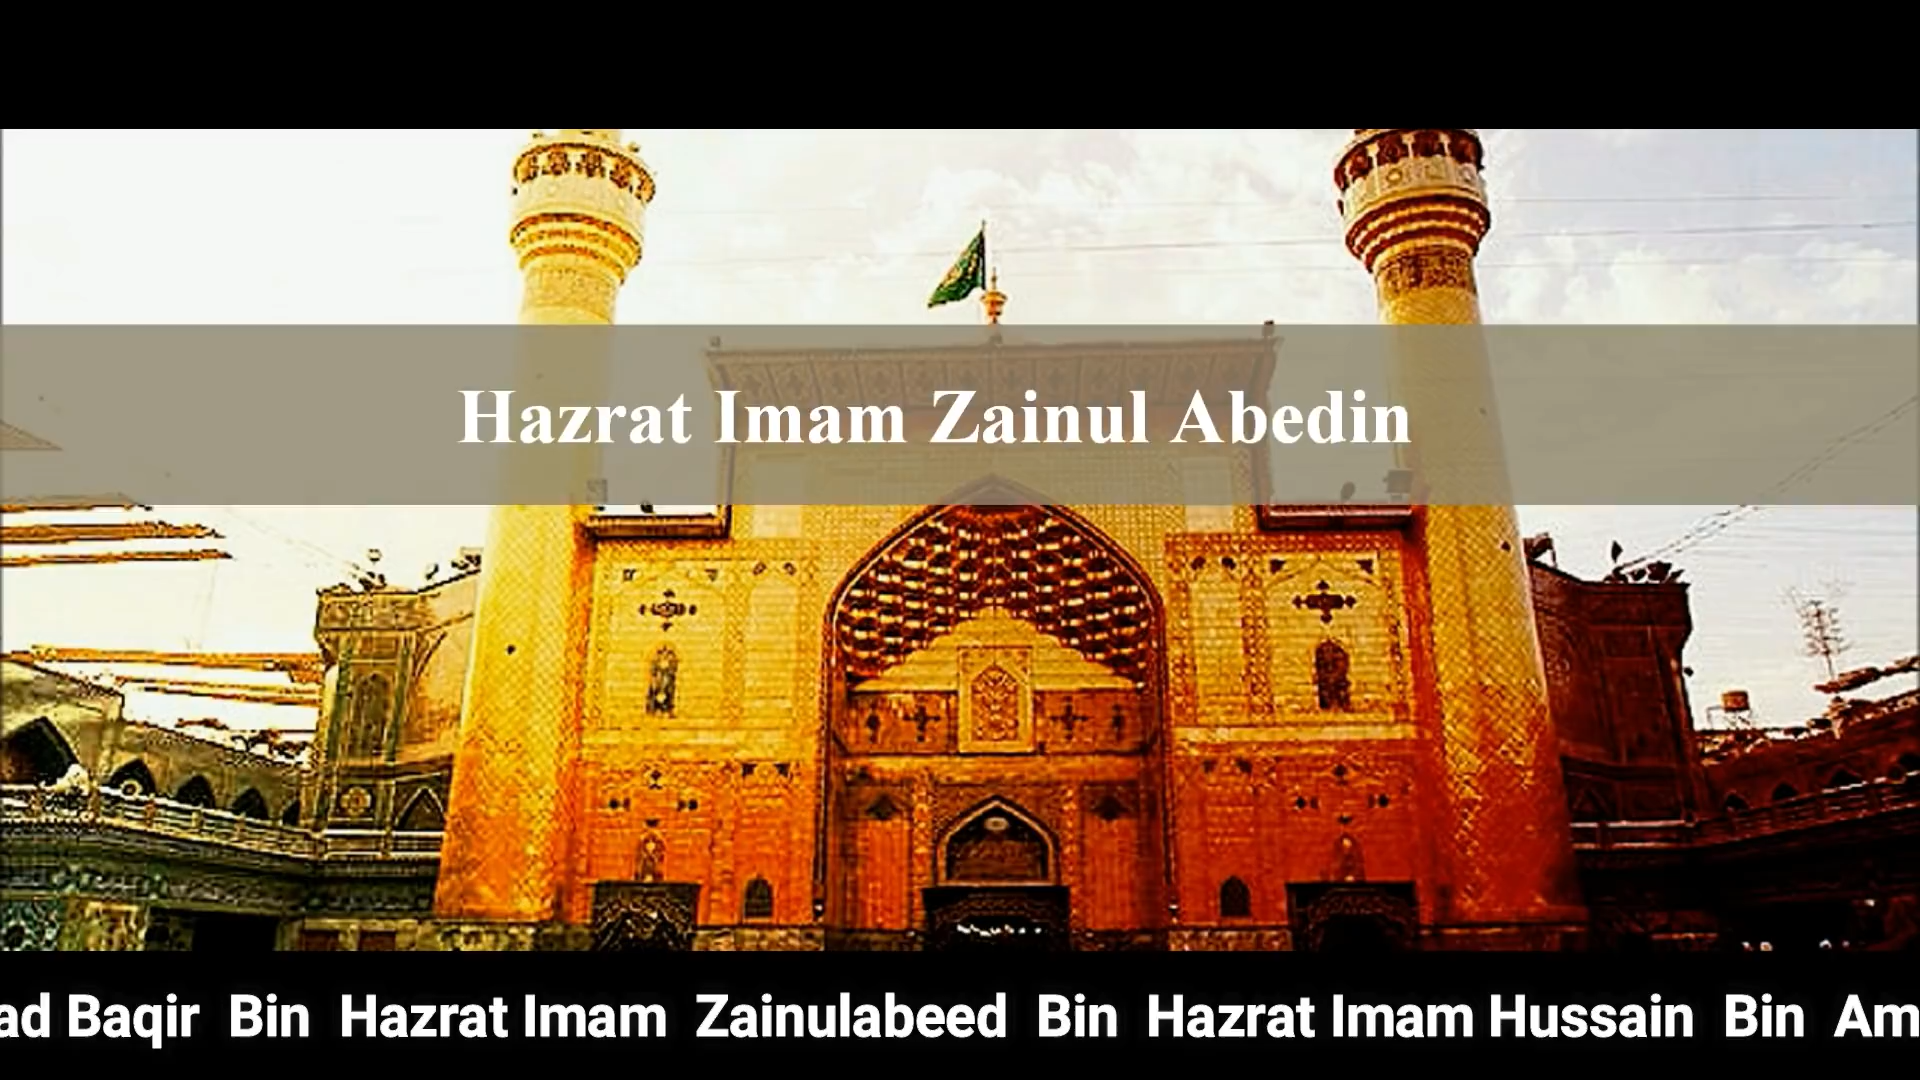 Hazrat Imam Zainul Abedin
ad Baqir Bin Hazrat Imam Zainulabeed Bin Hazrat Imam Hussain Bin Am